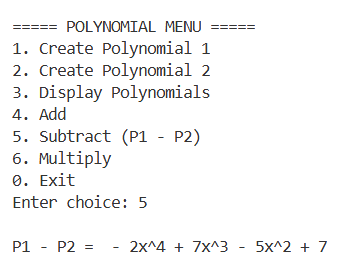 ===== POLYNOMIAL MENU =====
1. Create Polynomial 1
2. Create Polynomial 2
3. Display Polynomials
4. Add
5. Subtract (P1 - P2)
6. Multiply
0. Exit
Enter choice: 5
P1 - P2 =  - 2x^4 + 7x^3 - 5x^2 + 7